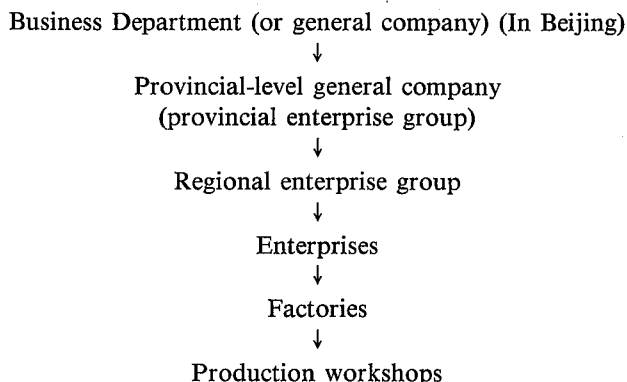 Business Department (or general company) (In Beijing)
↓
Provincial-level general company
(provincial enterprise group)
↓
Regional enterprise group
↓
Enterprises
↓
Factories
↓
Production workshops